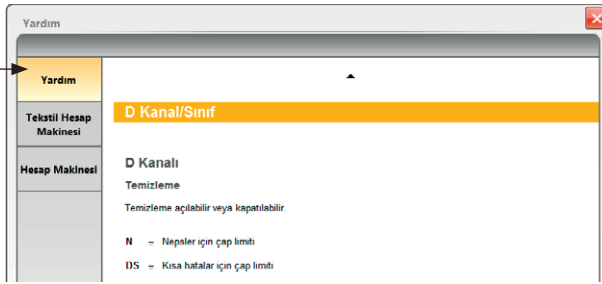 Yardım
Yardım
Tekstil Hesap
Makinesi
Hesap Makinesi
D Kanal/Sınıf
D Kanalı
Temizleme
Temizleme açılabilir veya kapatılabilir.
N = Nepsler için çap limiti
DS = Kısa hatalar için çap limiti